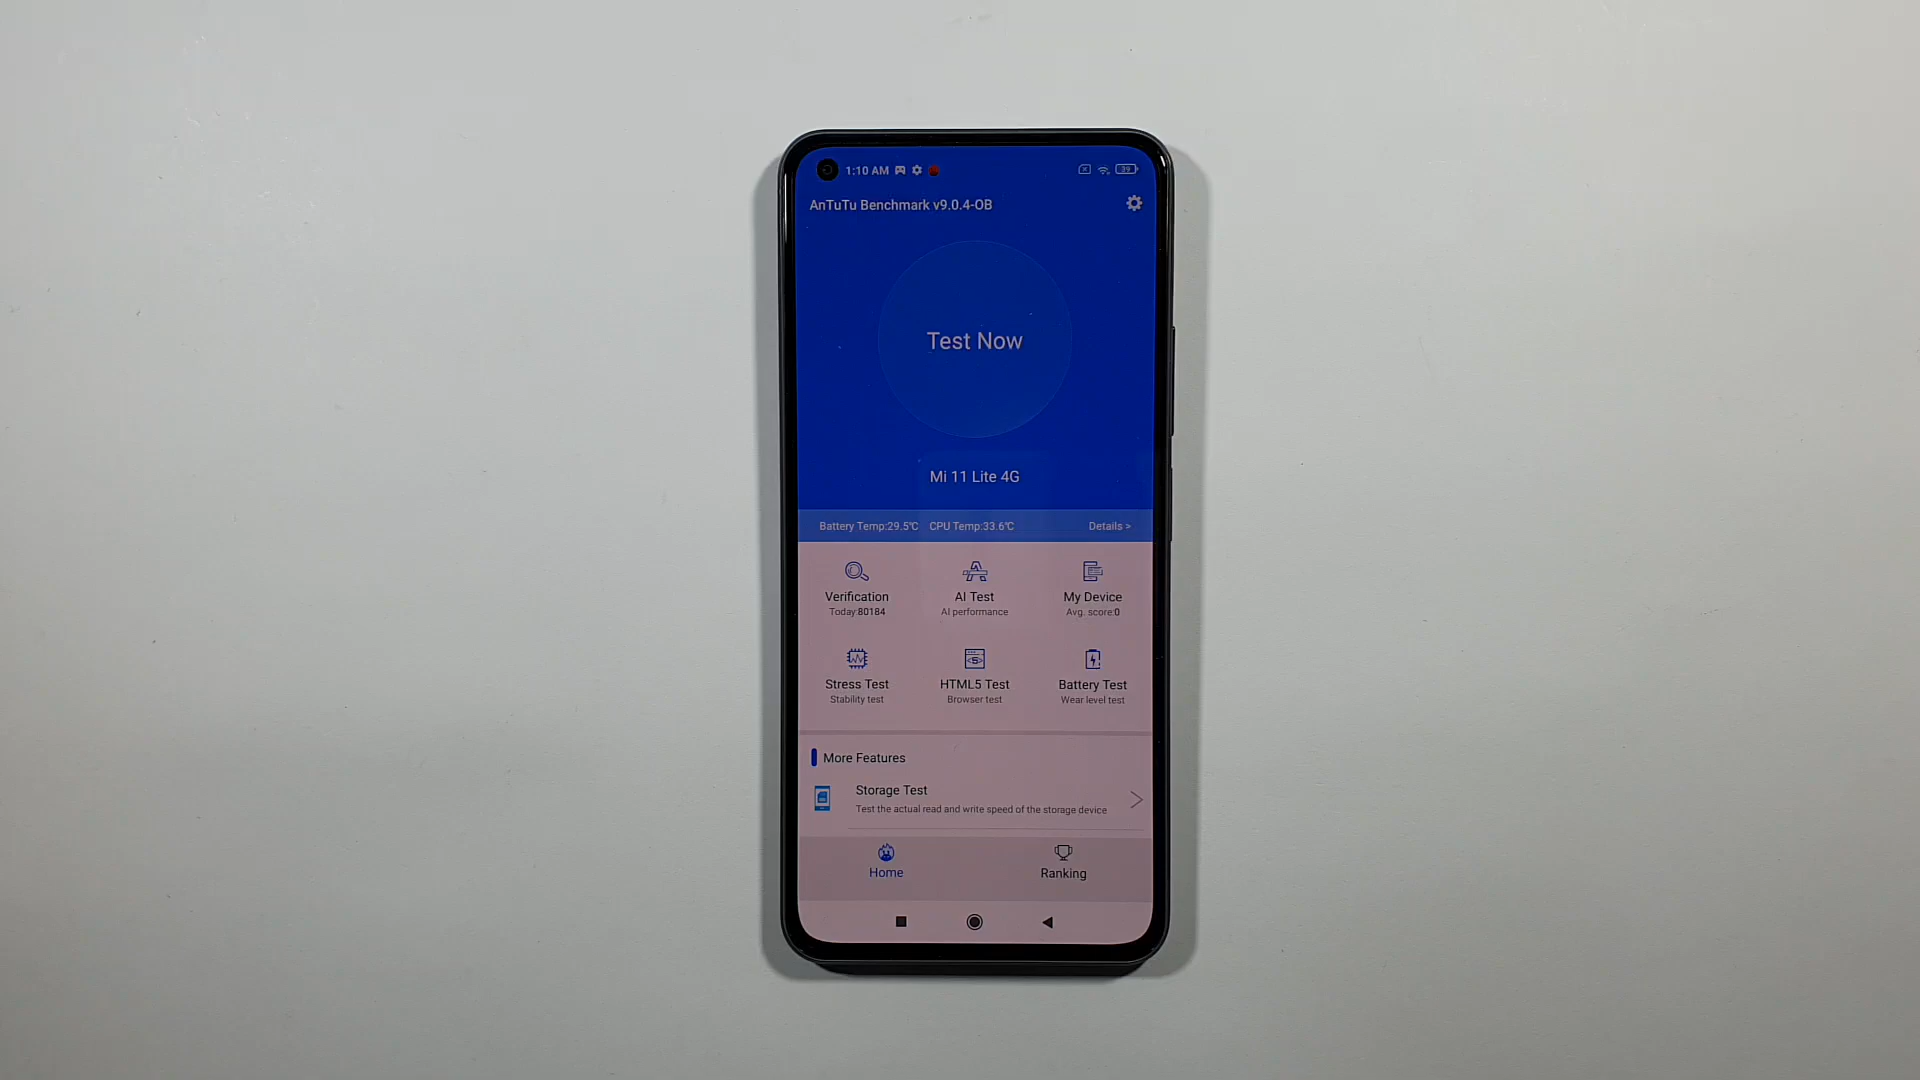 1:10 AM
39
AnTuTu Benchmark v9.0.4-OB
Test Now
Mi 11 Lite 4G
Battery Temp:29.5℃ CPU Temp:33.6℃ Details >
Verification AI Test My Device
Today:80184 AI performance Avg. score:0
Stress Test HTML5 Test Battery Test
Stability test Browser test Wear level test
More Features
Storage Test
Test the actual read and write speed of the storage device
Home Ranking